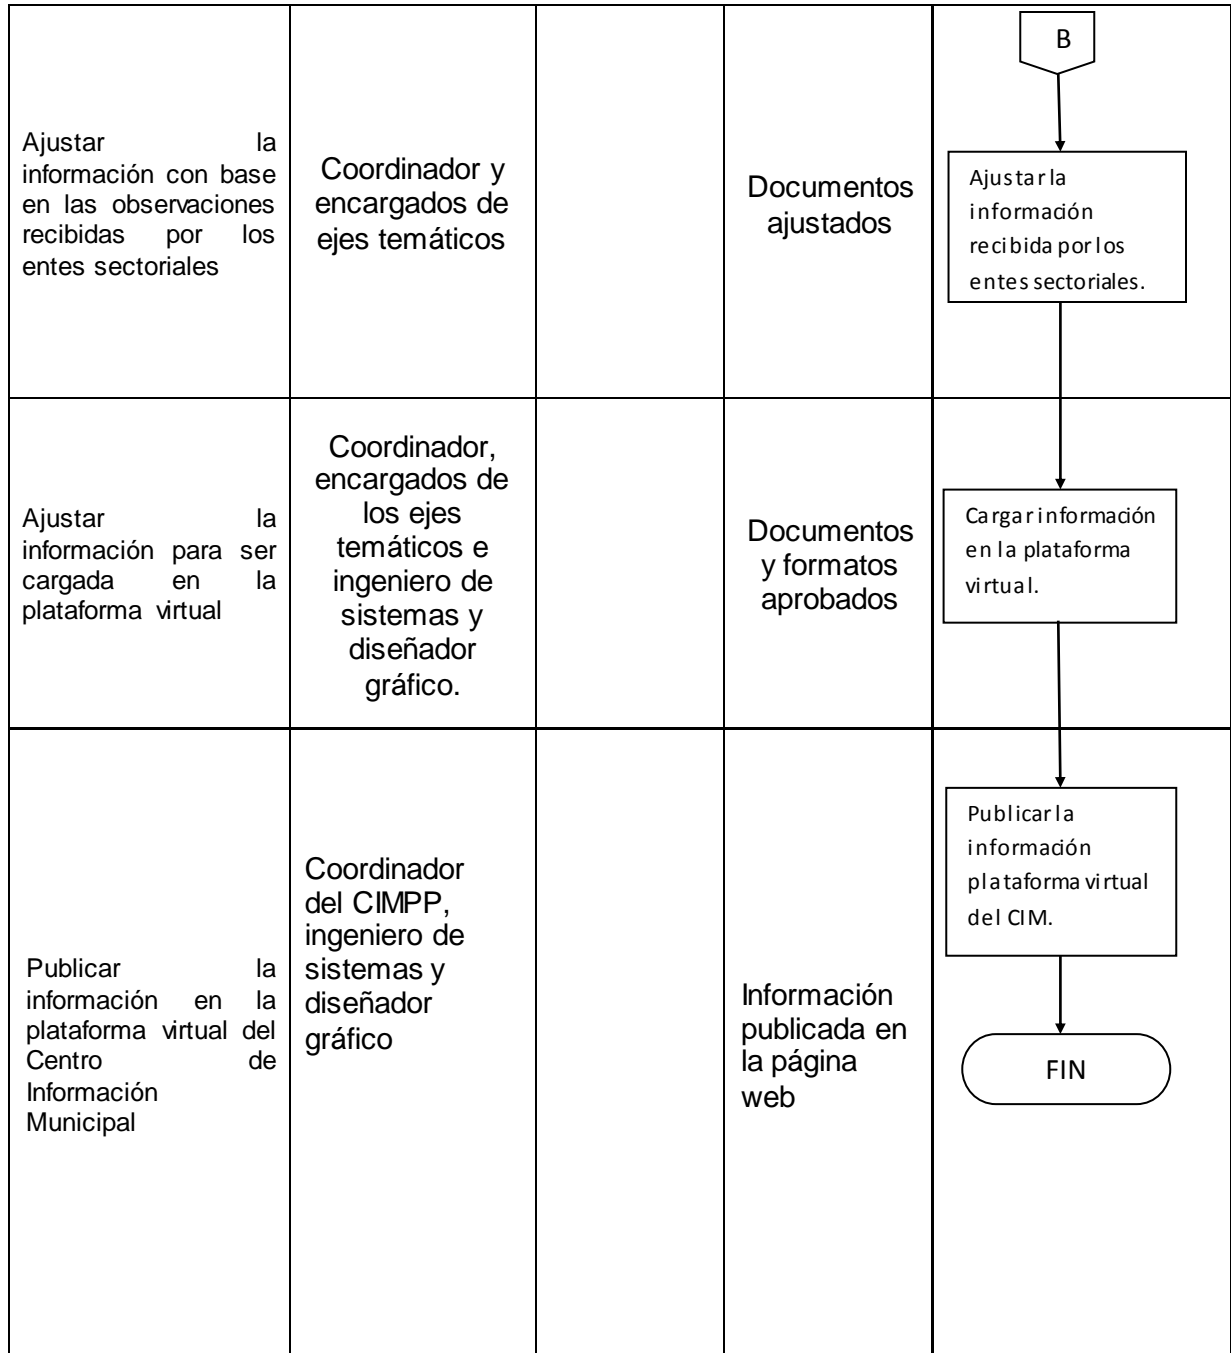 B
Ajustar la
información con base
en las observaciones
recibidas por los
entes sectoriales
Coordinador y
encargados de
ejes temáticos
Documentos
ajustados
Ajustar la
información
recibida por los
entes sectoriales.
Ajustar la
información para ser
cargada en la
plataforma virtual
Coordinador,
encargados de
los ejes
temáticos e
ingeniero de
sistemas y
diseñador
gráfico.
Documentos
y formatos
aprobados
Cargar información
en la plataforma
virtual.
Publicar la
información en la
plataforma virtual del
Centro de
Información
Municipal
Coordinador
del CIMPP,
ingeniero de
sistemas y
diseñador
gráfico
Información
publicada en
la página
web
Publicar la
información
plataforma virtual
del CIM.
FIN